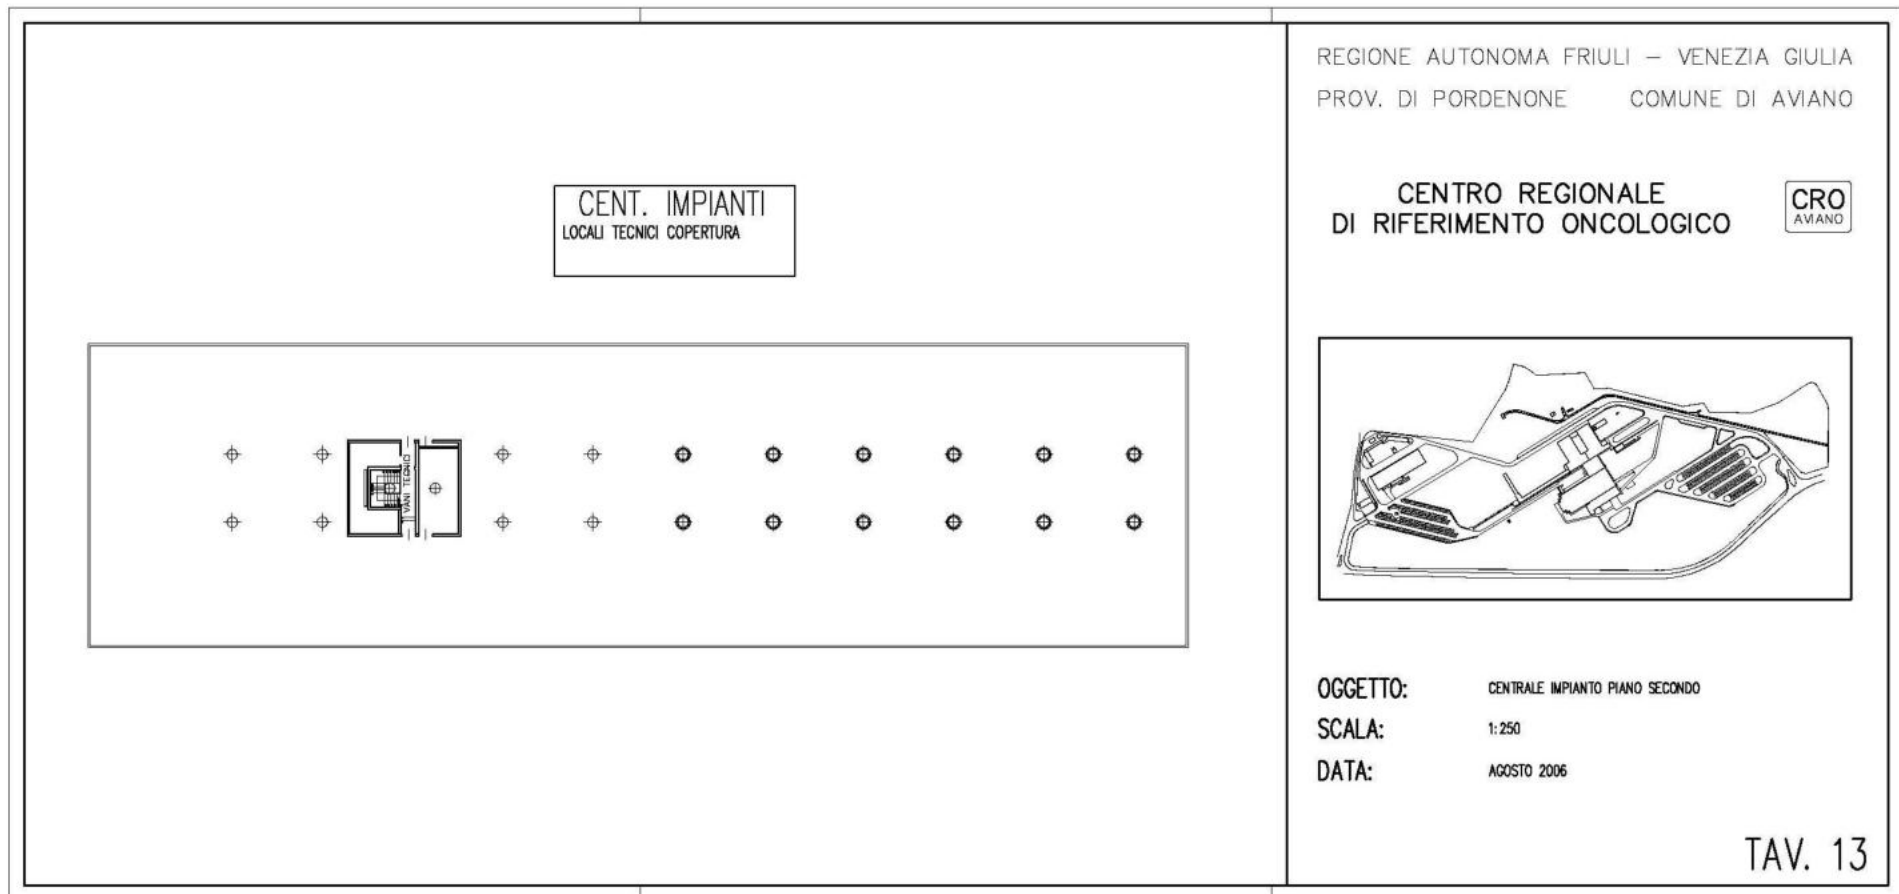 CENT. IMPIANTI
LOCALI TECNICI COPERTURA
VANI TECNICI
REGIONE AUTONOMA FRIULI – VENEZIA GIULIA
PROV. DI PORDENONE COMUNE DI AVIANO
CENTRO REGIONALE
DI RIFERIMENTO ONCOLOGICO
CRO
AVIANO
OGGETTO: CENTRALE IMPIANTO PIANO SECONDO
SCALA: 1:250
DATA: AGOSTO 2006
TAV. 13